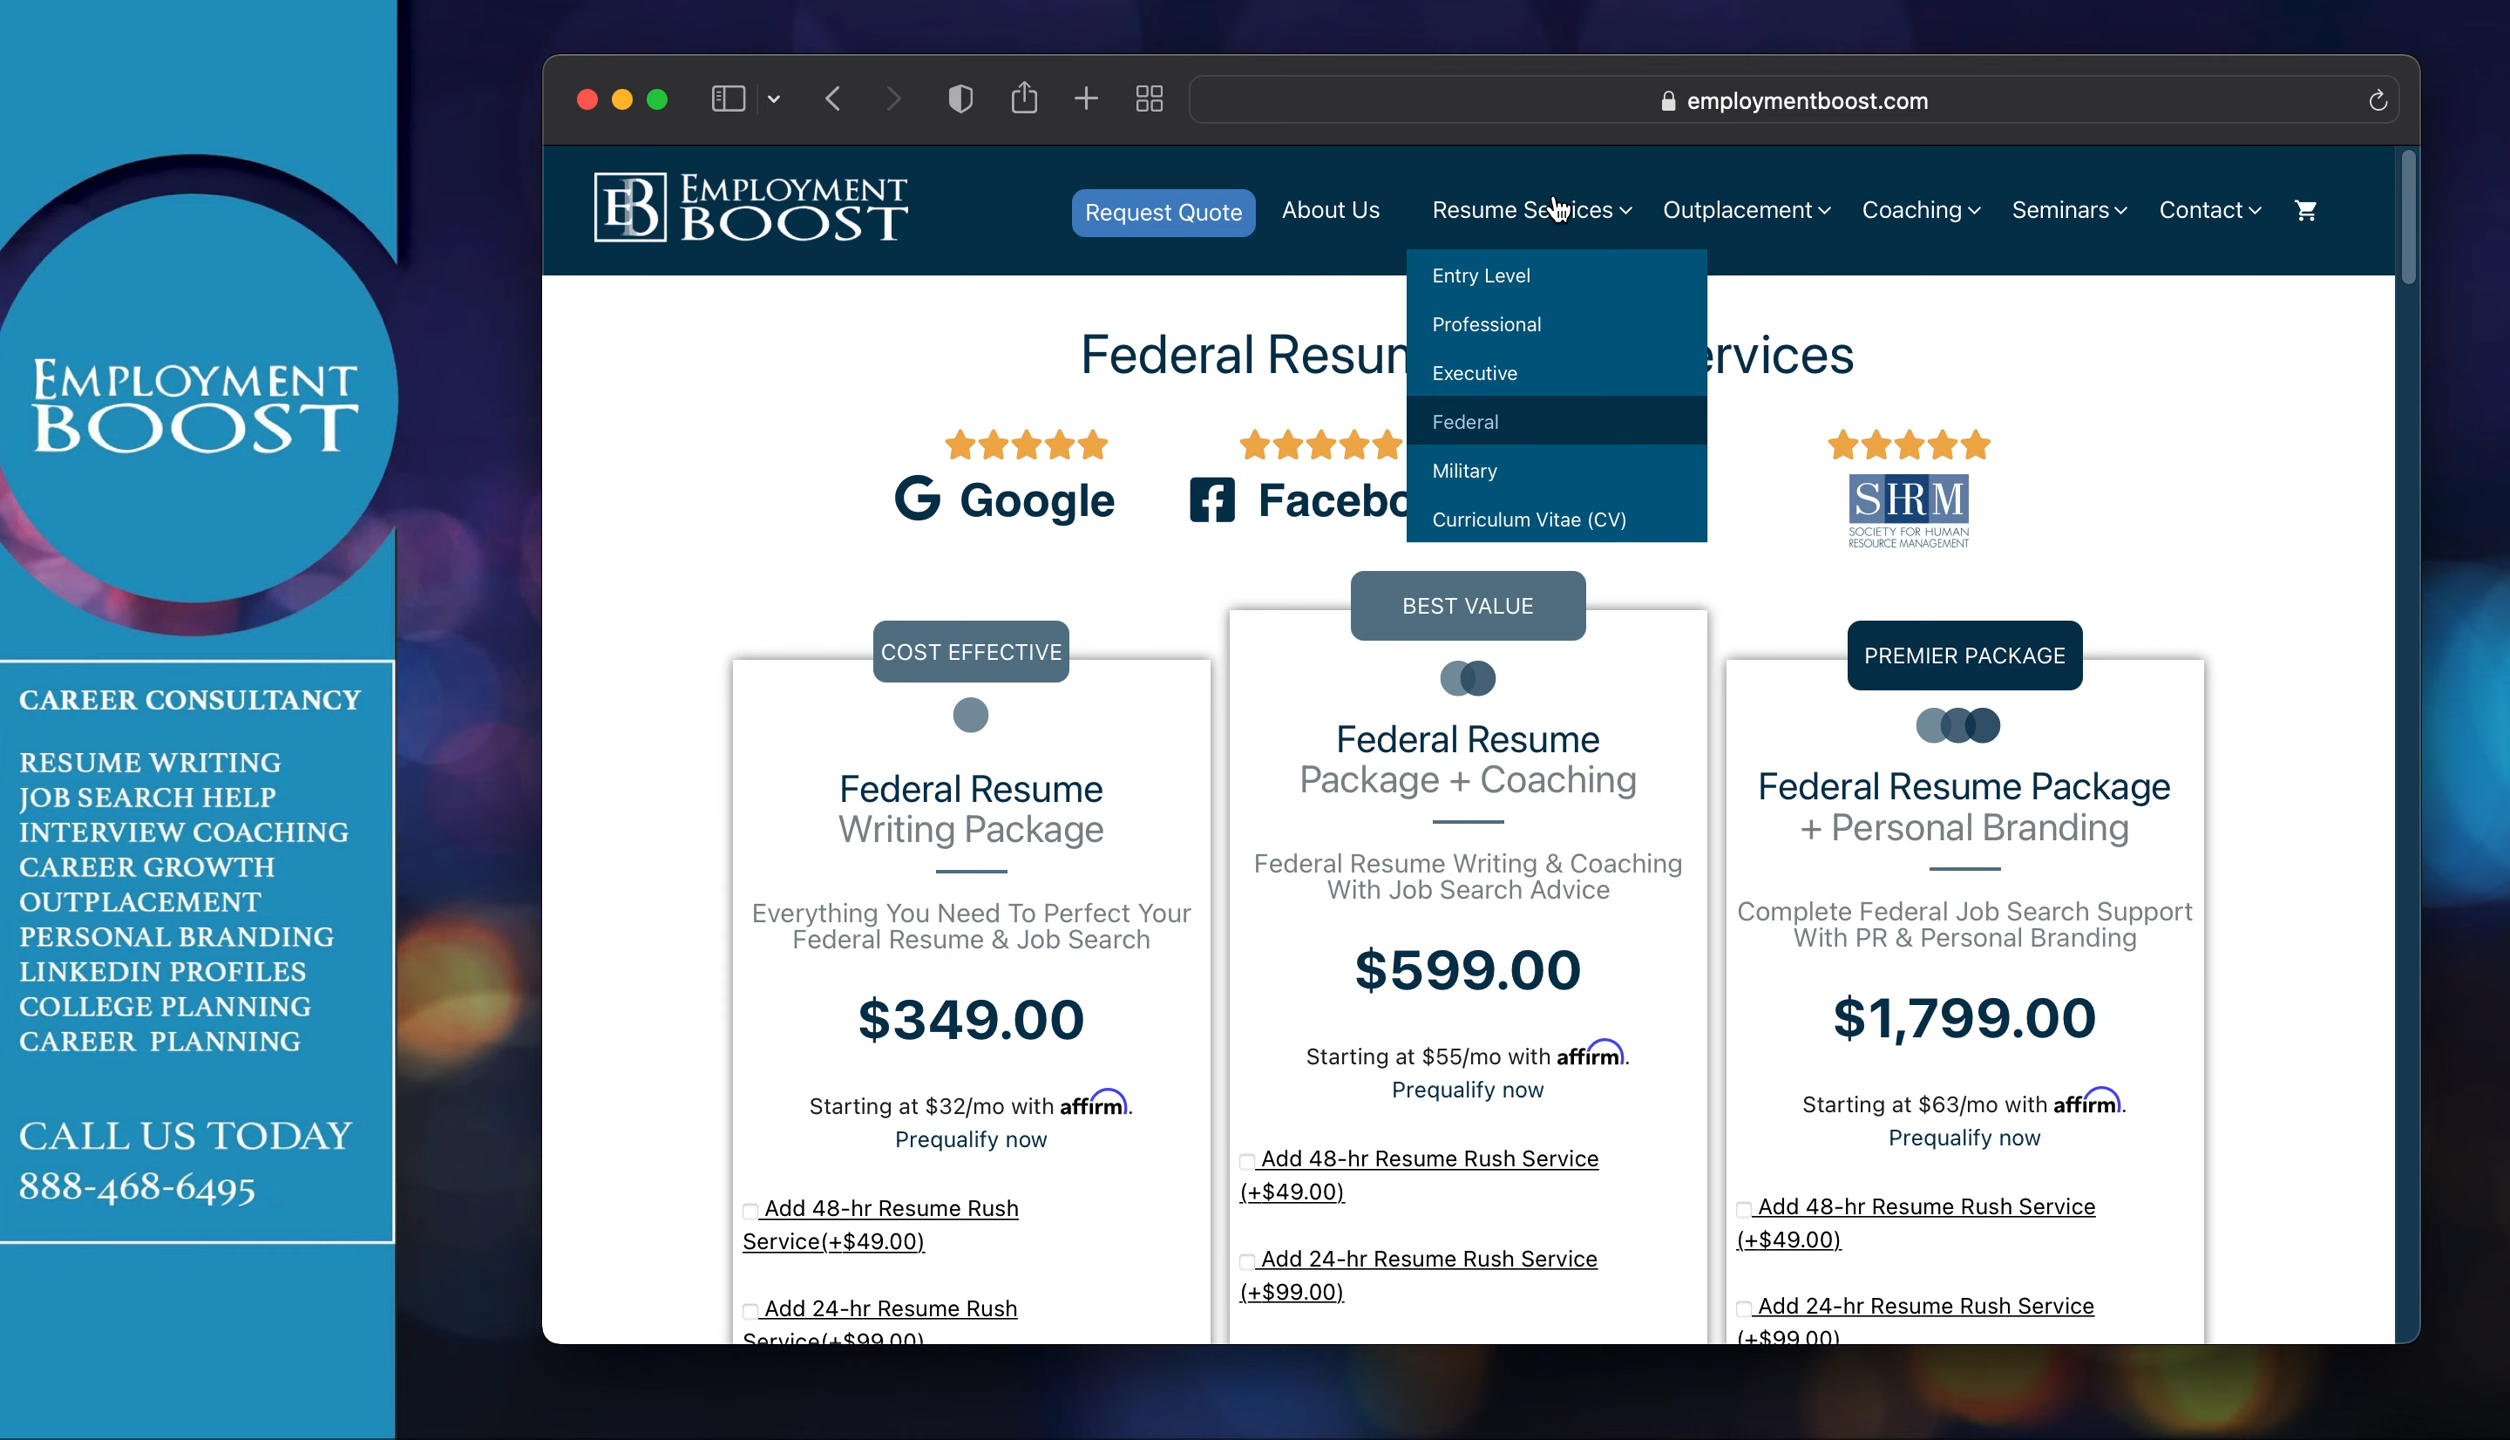 EMPLOYMENT
BOOST
CAREER CONSULTANCY
RESUME WRITING
JOB SEARCH HELP
INTERVIEW COACHING
CAREER GROWTH
OUTPLACEMENT
PERSONAL BRANDING
LINKEDIN PROFILES
COLLEGE PLANNING
CAREER PLANNING
CALL US TODAY
888-468-6495
employmentboost.com
EB EMPLOYMENT
BOOST
Request Quote About Us Resume Services Outplacement Coaching Seminars Contact
Entry Level
Professional
Executive
Federal
Military
Curriculum Vitae (CV)
Federal Resum ervices
G Google
f Facebo
SHRM
SOCIETY FOR HUMAN
RESOURCE MANAGEMENT
COST EFFECTIVE
Federal Resume
Writing Package
Everything You Need To Perfect Your
Federal Resume & Job Search
$349.00
Starting at $32/mo with affirm.
Prequalify now
Add 48-hr Resume Rush
Service(+$49.00)
Add 24-hr Resume Rush
Service(+$99.00)
BEST VALUE
Federal Resume
Package + Coaching
Federal Resume Writing & Coaching
With Job Search Advice
$599.00
Starting at $55/mo with affirm.
Prequalify now
Add 48-hr Resume Rush Service
(+$49.00)
Add 24-hr Resume Rush Service
(+$99.00)
PREMIER PACKAGE
Federal Resume Package
+ Personal Branding
Complete Federal Job Search Support
With PR & Personal Branding
$1,799.00
Starting at $63/mo with affirm.
Prequalify now
Add 48-hr Resume Rush Service
(+$49.00)
Add 24-hr Resume Rush Service
(+$99.00)